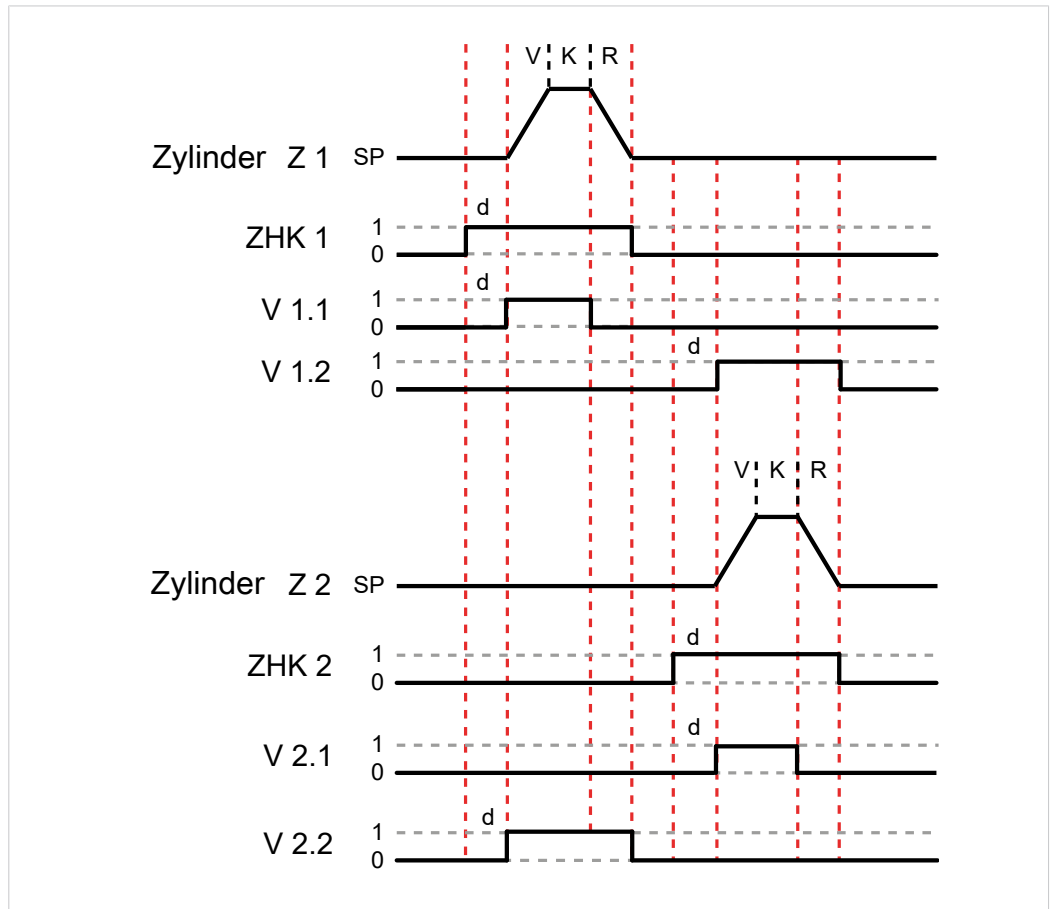 V K R
Zylinder Z 1 SP
d
ZHK 1 1
0
d
V 1.1 1
0
d
V 1.2 1
0
V K R
Zylinder Z 2 SP
d
ZHK 2 1
0
d
V 2.1 1
0
d
V 2.2 1
0